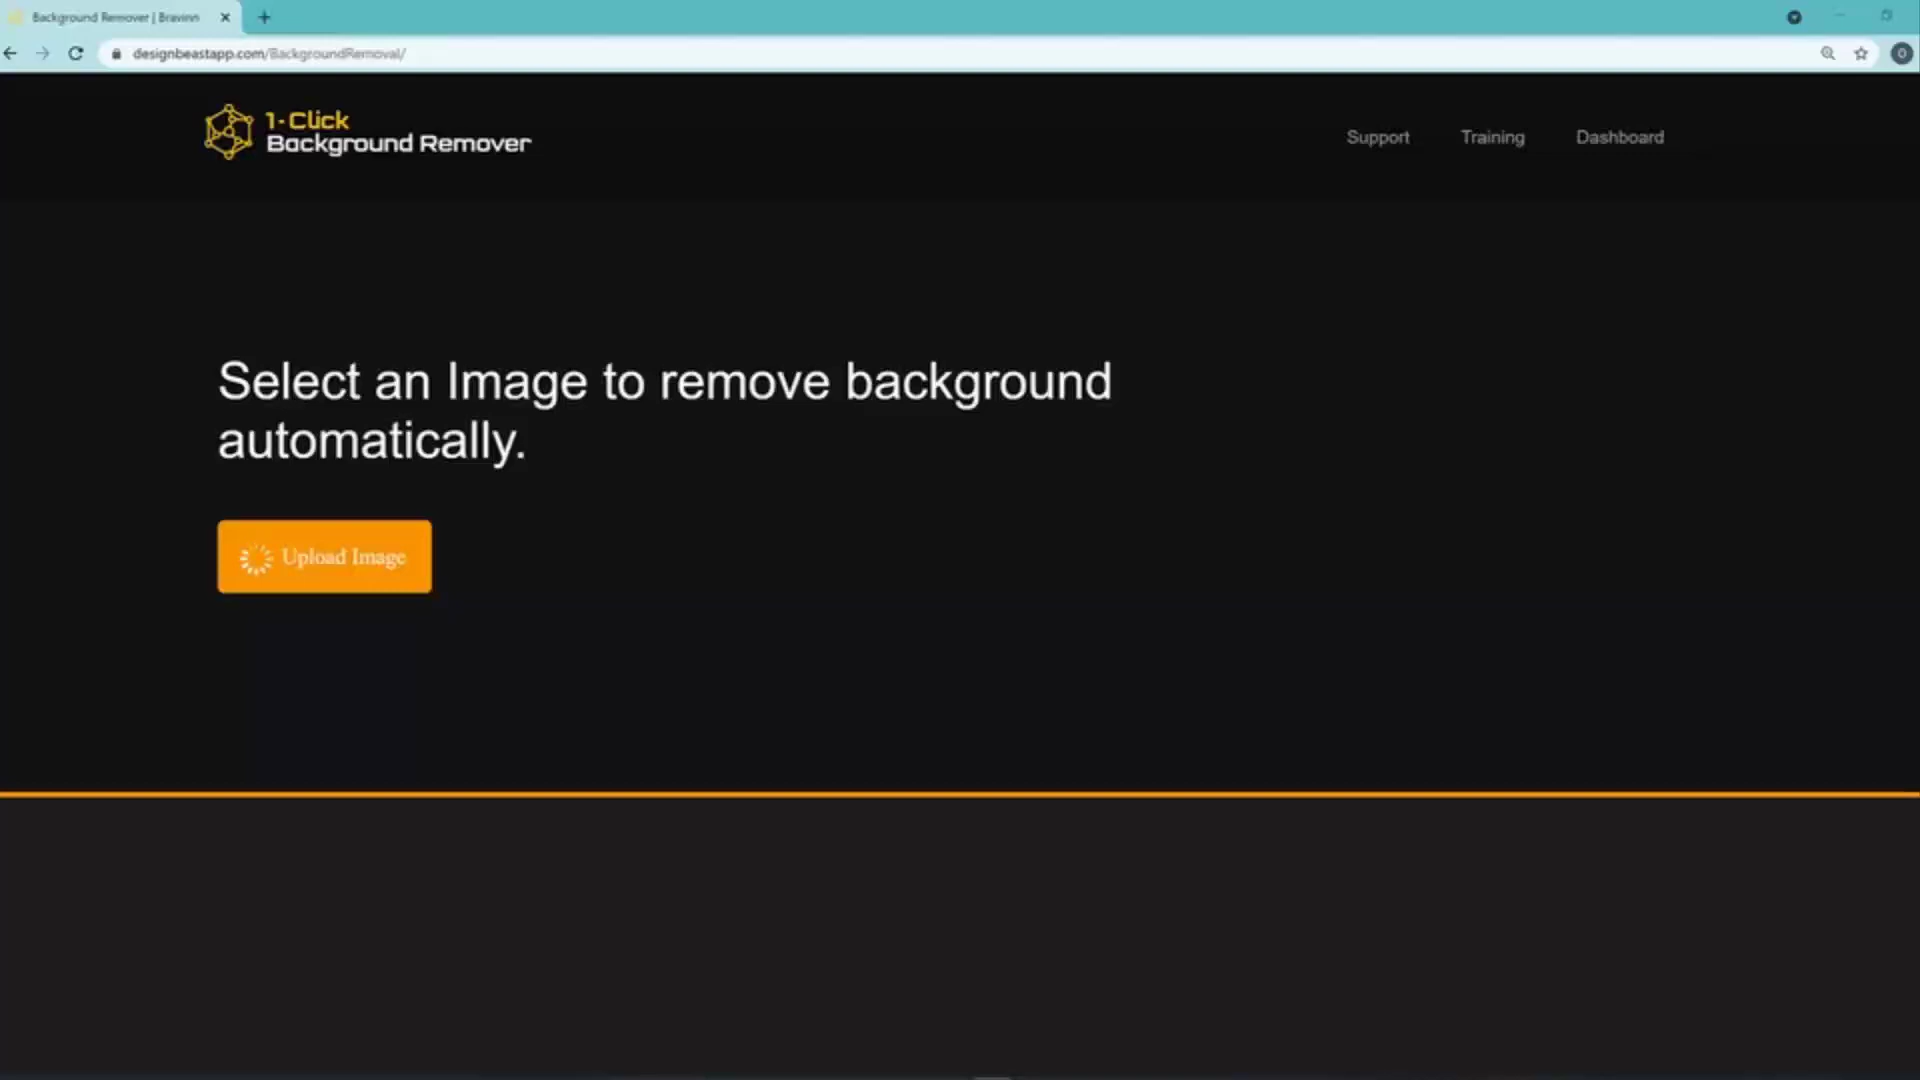 Background Remover | Bravinn
designbeastapp.com/BackgroundRemoval/
1-Click
Background Remover
Support
Training
Dashboard
Select an Image to remove background
automatically.
Upload Image